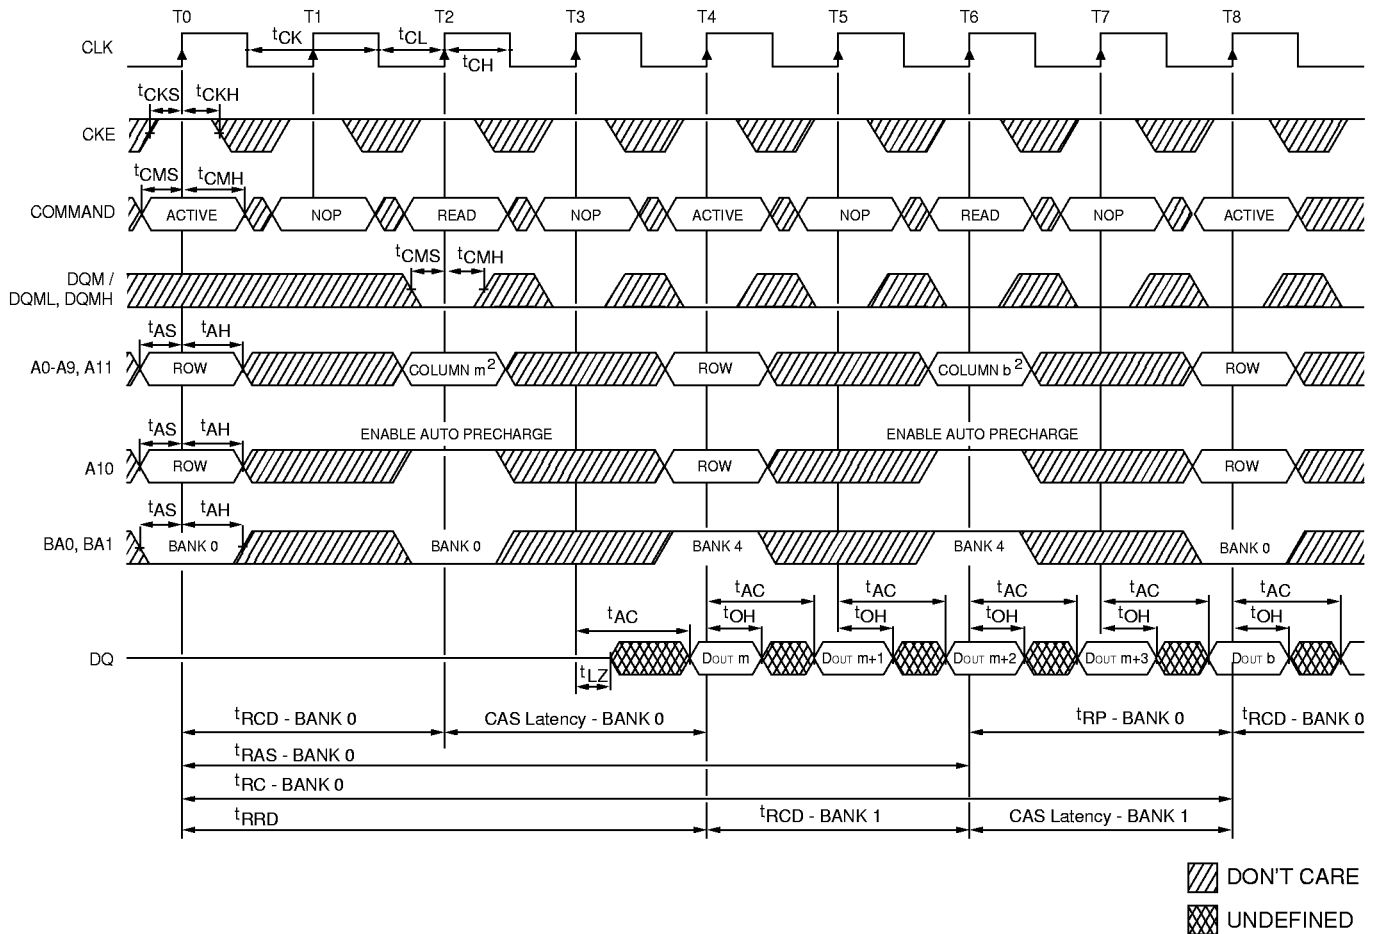 T0 T1 T2 T3 T4 T5 T6 T7 T8
CLK
tCK tCL
tCH
tCKS tCKH
CKE
tCMS tCMH
COMMAND ACTIVE NOP READ NOP ACTIVE NOP READ NOP ACTIVE
tCMS tCMH
DQM /
DQML, DQMH
tAS tAH
A0-A9, A11 ROW COLUMN m2 ROW COLUMN b2 ROW
tAS tAH ENABLE AUTO PRECHARGE ENABLE AUTO PRECHARGE
A10 ROW ROW ROW
tAS tAH
BA0, BA1 BANK 0 BANK 0 BANK 4 BANK 4 BANK 0
tAC tAC tAC tAC
tAC tOH tOH tOH tOH tOH
tAC
DQ DOUT m DOUT m+1 DOUT m+2 DOUT m+3 DOUT b
tLZ
tRCD - BANK 0 CAS Latency - BANK 0 tRP - BANK 0 tRCD - BANK 0
tRAS - BANK 0
tRC - BANK 0
tRRD tRCD - BANK 1 CAS Latency - BANK 1
DON'T CARE
UNDEFINED